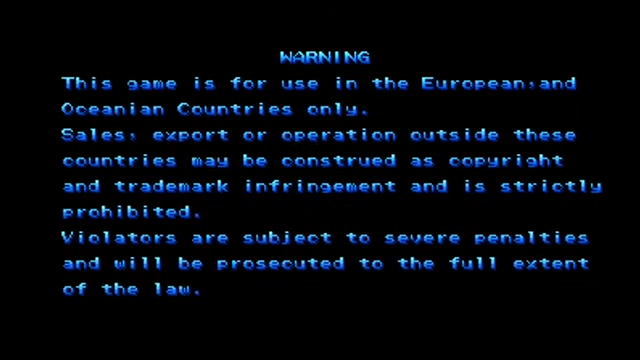 WARNING
This game is for use in the European,and
Oceanian Countries only.
Sales, export or operation outside these
countries may be construed as copyright
and trademark infringement and is strictly
prohibited.
Violators are subject to severe penalties
and will be prosecuted to the full extent
of the law.